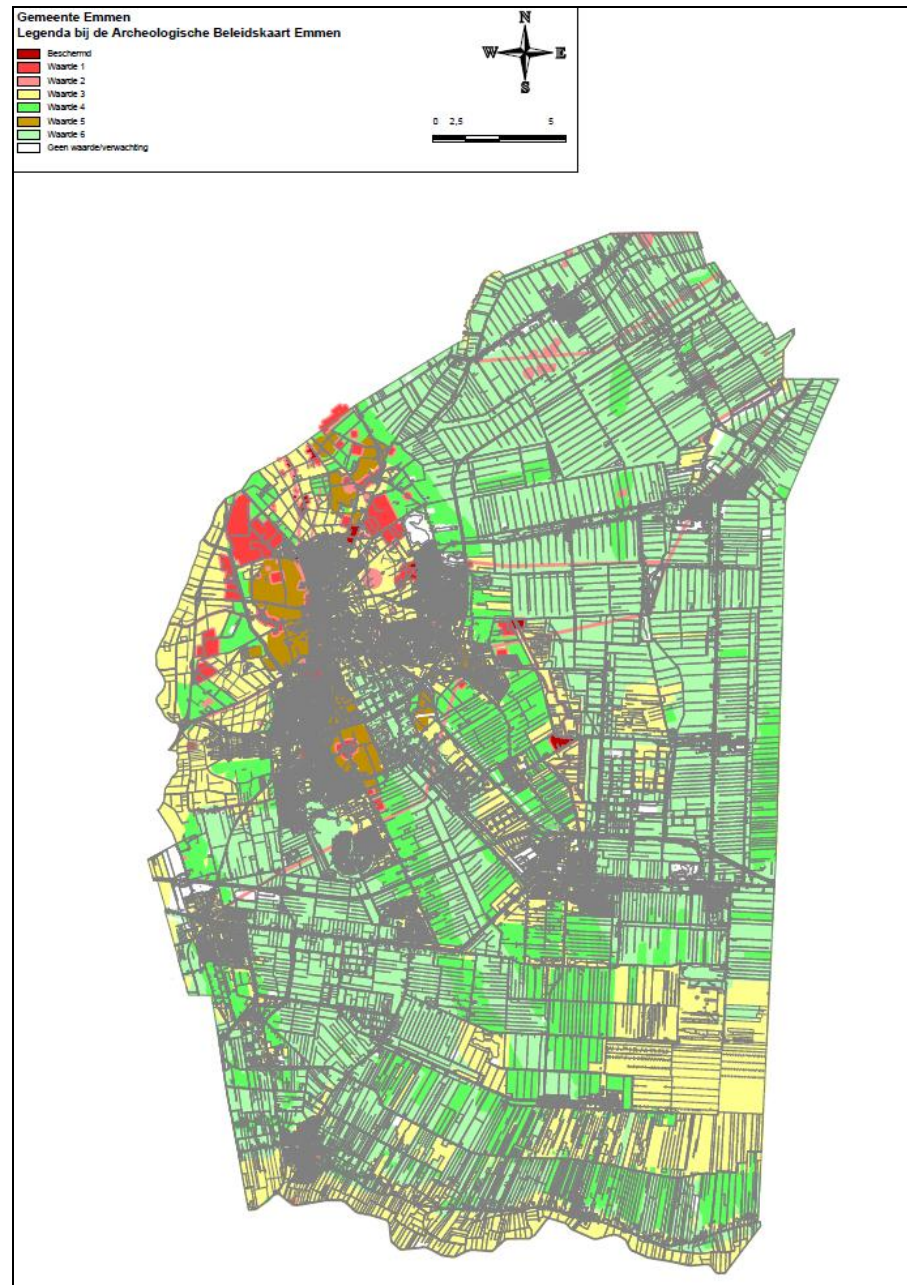 Gemeente Emmen
Legenda bij de Archeologische Beleidskaart Emmen
Beschermd
Waarde 1
Waarde 2
Waarde 3
Waarde 4
Waarde 5
Waarde 6
Geen waarde/verwachting
N
W E
S
0 2,5 5